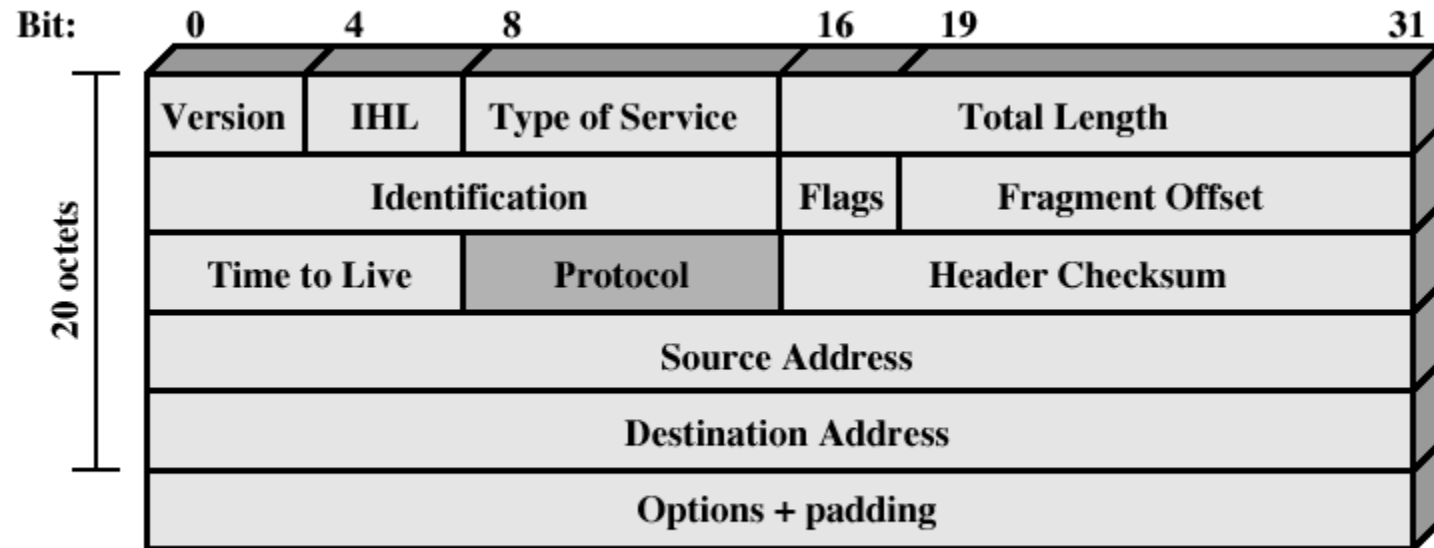 Bit: 0 4 8 16 19 31
Version IHL Type of Service Total Length
Identification Flags Fragment Offset
Time to Live Protocol Header Checksum
Source Address
Destination Address
Options + padding
20 octets